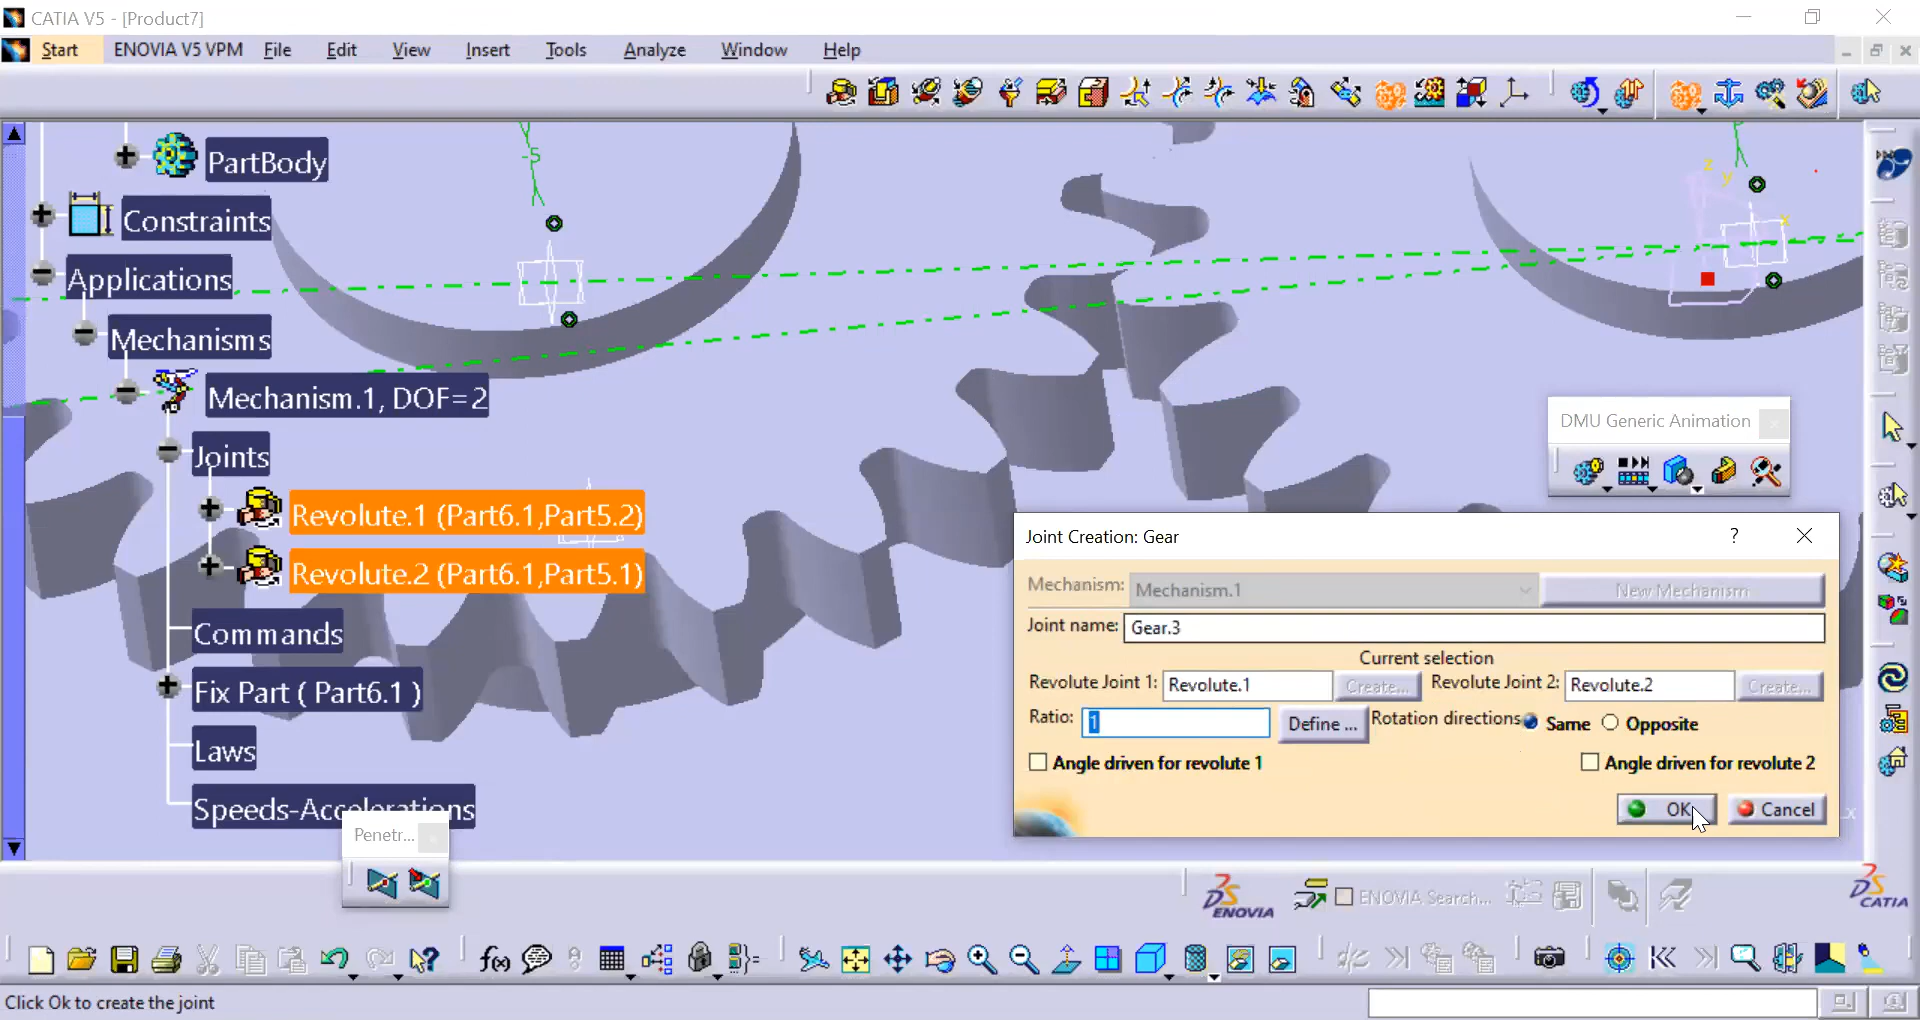 CATIA V5 - [Product7]
Start ENOVIA V5 VPM File Edit View Insert Tools Analyze Window Help
PartBody
Constraints
Applications
Mechanisms
Mechanism.1, DOF=2
Joints
Revolute.1 (Part6.1,Part5.2)
Revolute.2 (Part6.1,Part5.1)
Commands
Fix Part ( Part6.1 )
Laws
Speeds-Accelerations
-5
z
y
x
DMU Generic Animation
Joint Creation: Gear
?
Mechanism: Mechanism.1 New Mechanism
Joint name: Gear.3
Current selection
Revolute Joint 1: Revolute.1 Create... Revolute Joint 2: Revolute.2 Create...
Ratio: 1 Define ... Rotation directions Same Opposite
Angle driven for revolute 1 Angle driven for revolute 2
OK Cancel
x
Penetr...
ENOVIA
ENOVIA Search...
CATIA
f(x)
Click Ok to create the joint